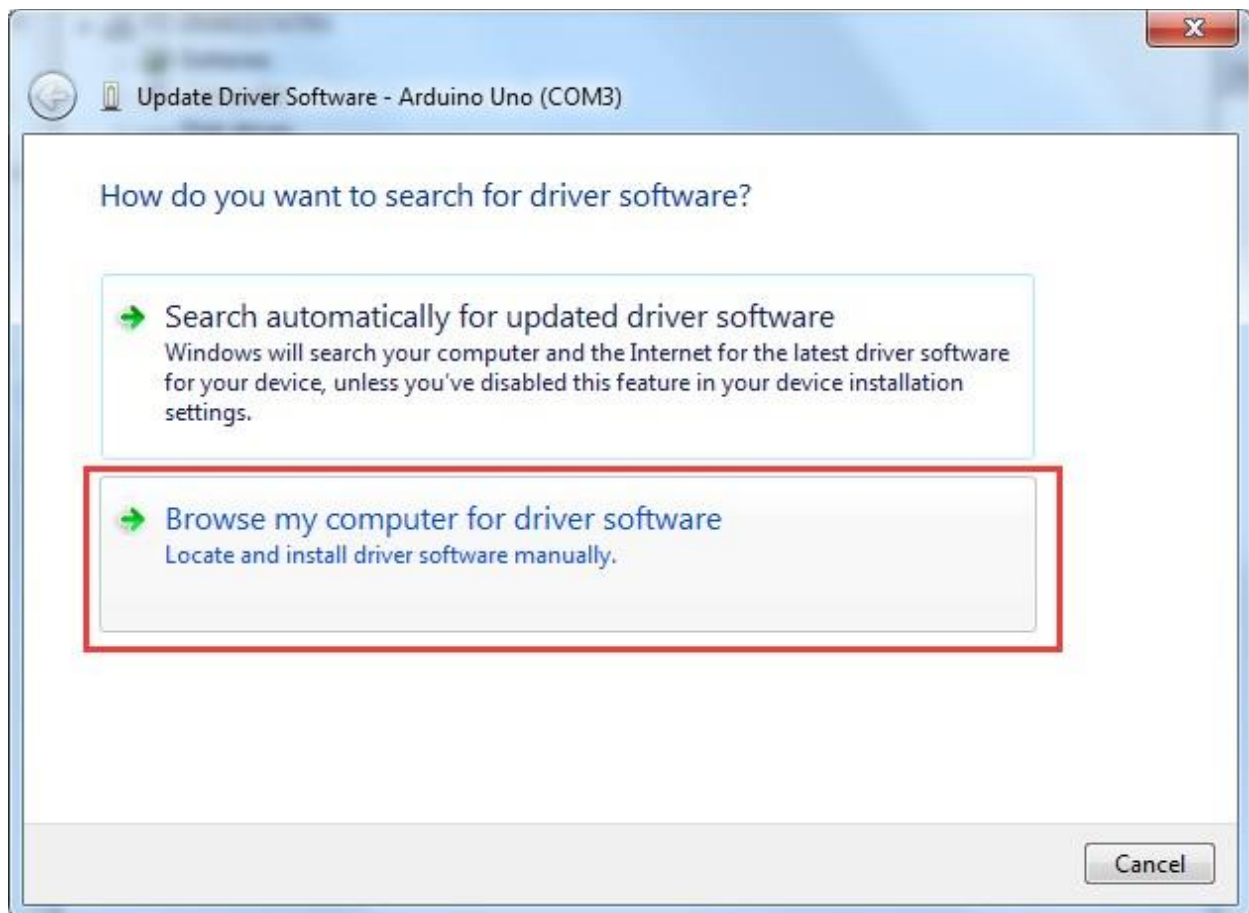 Update Driver Software - Arduino Uno (COM3)
How do you want to search for driver software?
Search automatically for updated driver software
Windows will search your computer and the Internet for the latest driver software
for your device, unless you've disabled this feature in your device installation
settings.
Browse my computer for driver software
Locate and install driver software manually.
Cancel